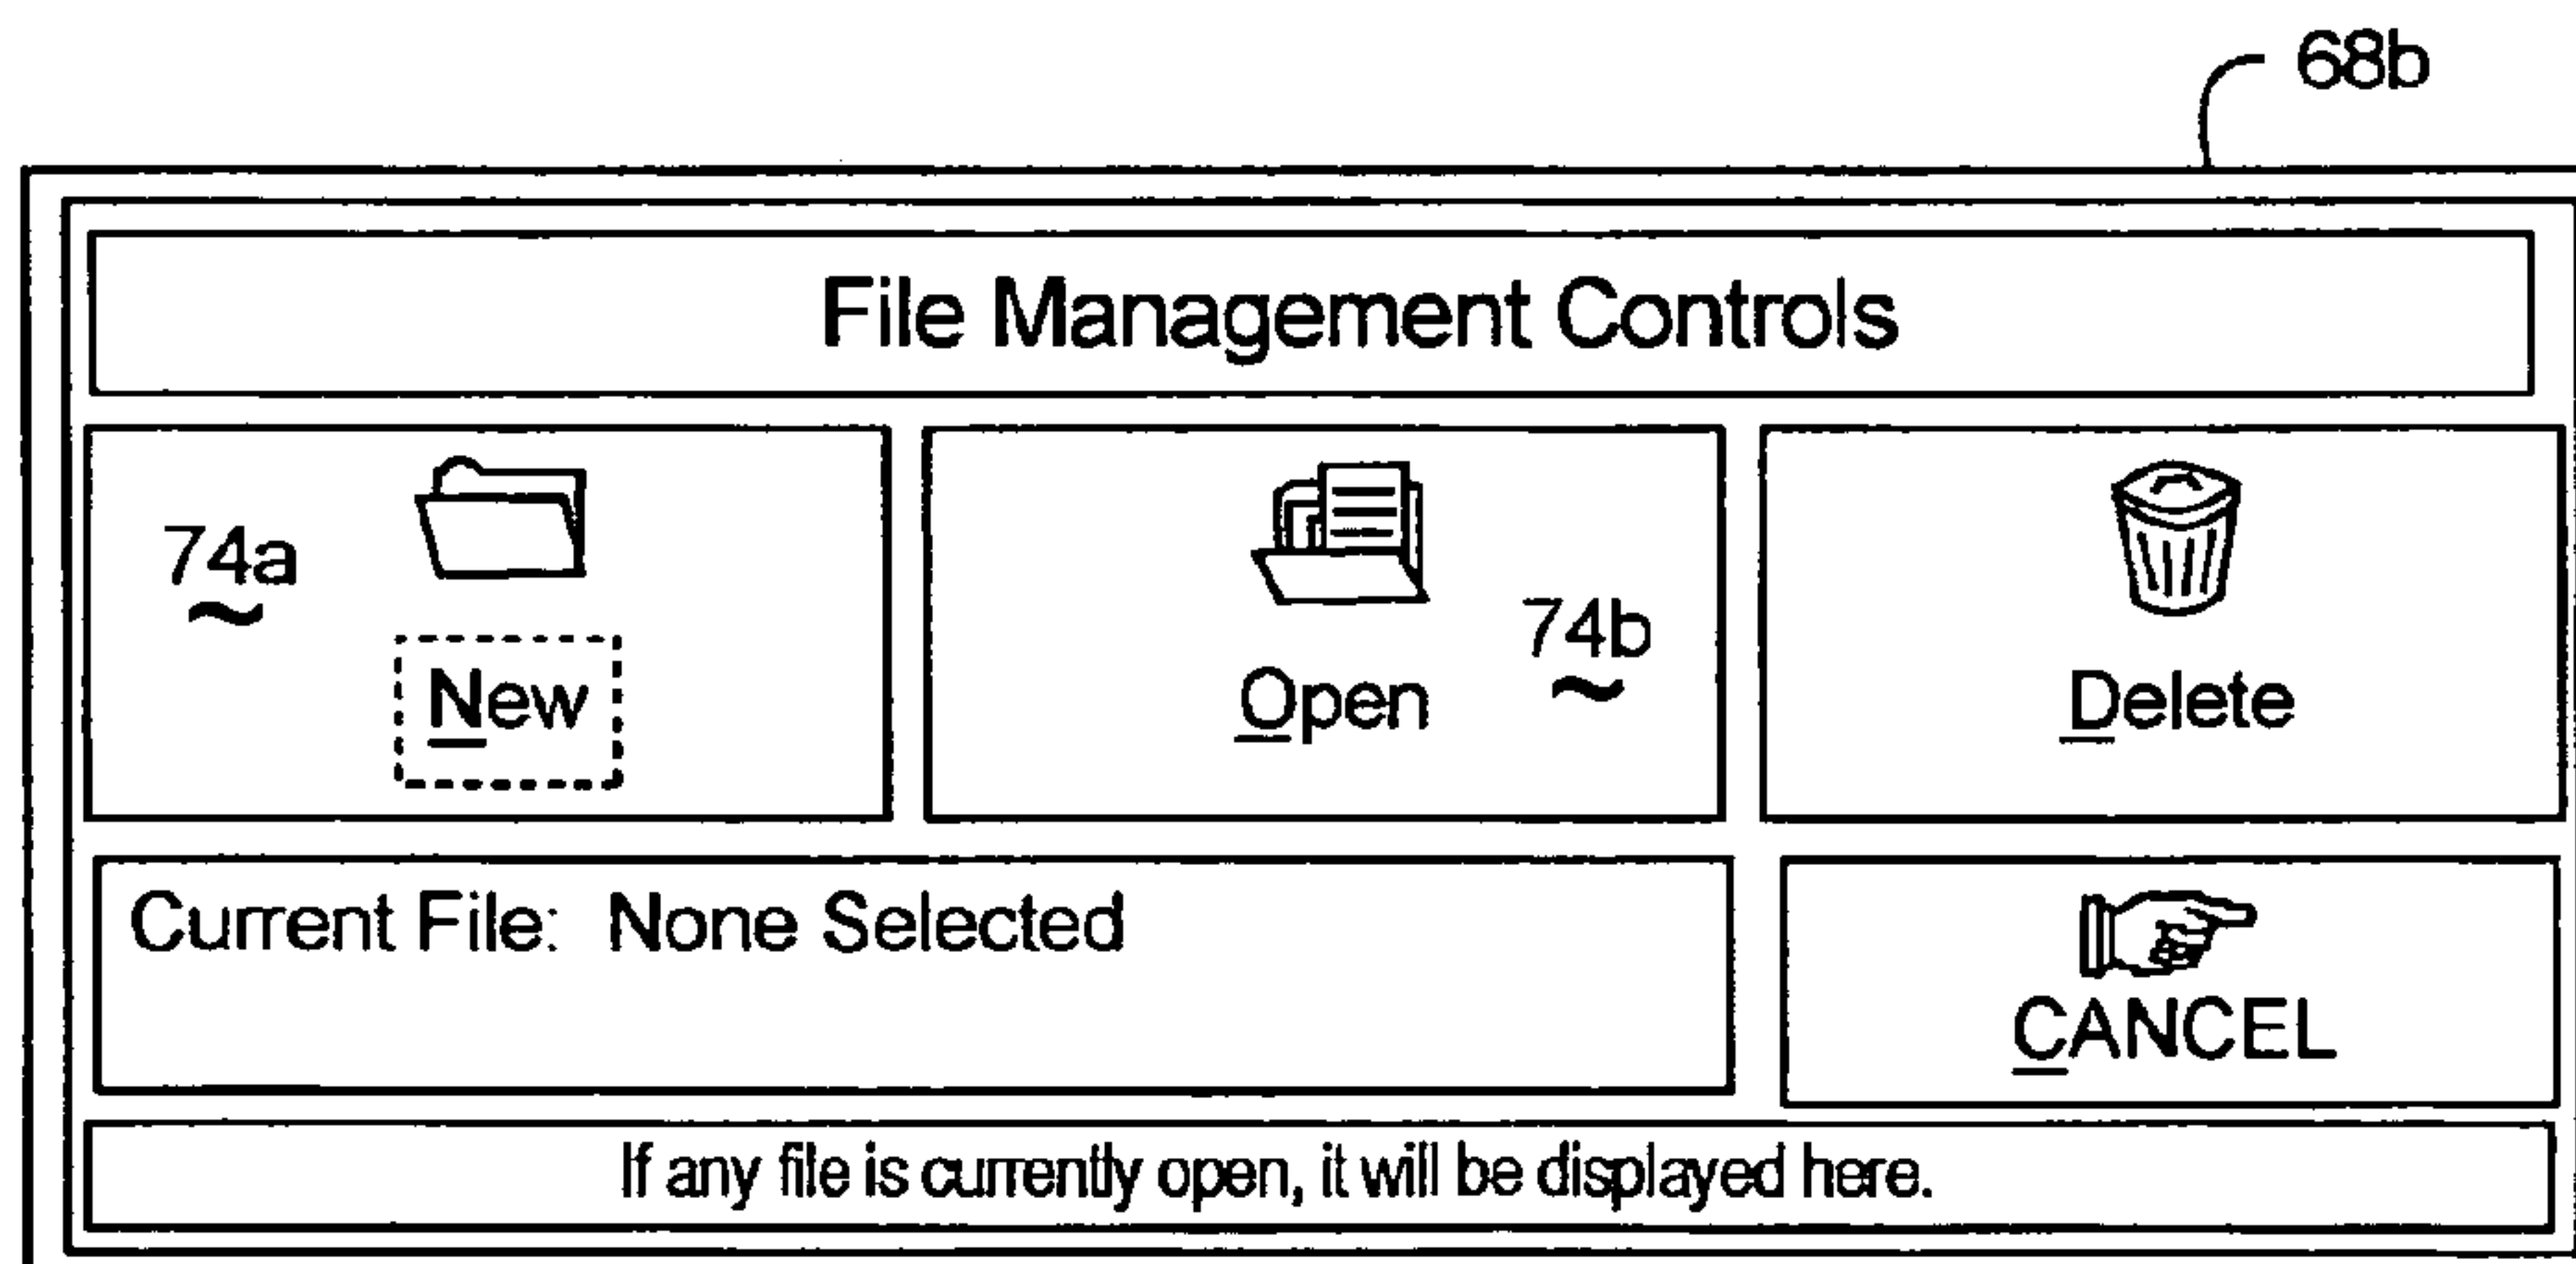 68b
File Management Controls
74a
New
Open
74b
Delete
Current File: None Selected
CANCEL
If any file is currently open, it will be displayed here.